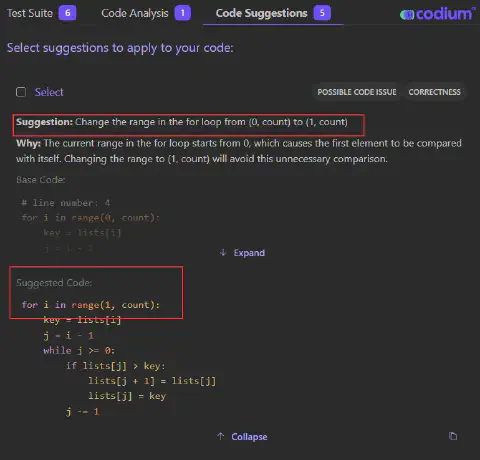 Test Suite 6 Code Analysis 1 Code Suggestions 5 codium
Select suggestions to apply to your code:
Select POSSIBLE CODE ISSUE CORRECTNESS
Suggestion: Change the range in the for loop from (0, count) to (1, count)
Why: The current range in the for loop starts from 0, which causes the first element to be compared
with itself. Changing the range to (1, count) will avoid this unnecessary comparison.
Base Code:
# line number: 4
for i in range(0, count):
key = lists[i]
j = i - 1
↓ Expand
Suggested Code:
for i in range(1, count):
key = lists[i]
j = i - 1
while j >= 0:
if lists[j] > key:
lists[j + 1] = lists[j]
lists[j] = key
j -= 1
↑ Collapse